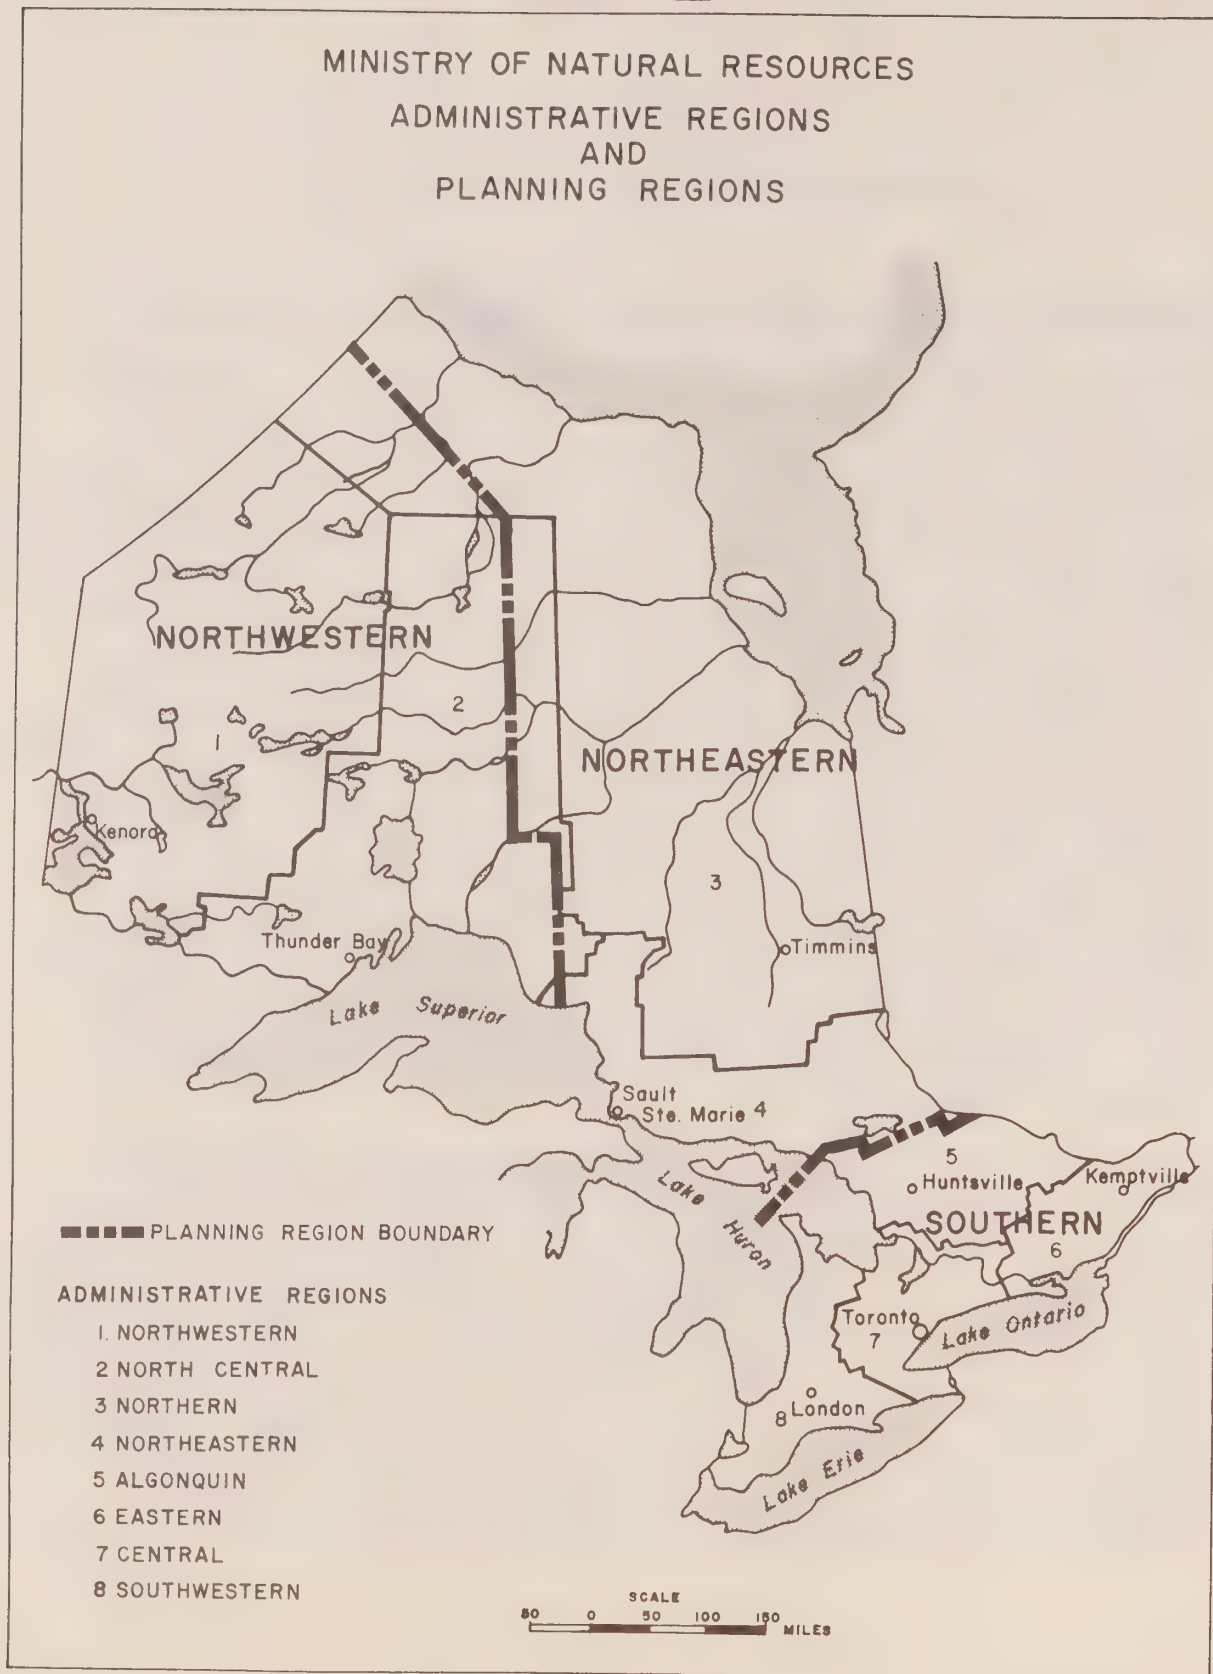 MINISTRY OF NATURAL RESOURCES
ADMINISTRATIVE REGIONS
AND
PLANNING REGIONS
NORTHWESTERN
2
1
NORTHEASTERN
Kenora
3
Thunder Bay
Timmins
Lake Superior
Sault
Ste. Marie 4
5
Huntsville
Kemptville
Lake Huron
SOUTHERN
6
PLANNING REGION BOUNDARY
ADMINISTRATIVE REGIONS
1. NORTHWESTERN
2 NORTH CENTRAL
3 NORTHERN
4 NORTHEASTERN
5 ALGONQUIN
6 EASTERN
7 CENTRAL
8 SOUTHWESTERN
Toronto
7
Lake Ontario
8 London
Lake Erie
SCALE
50 0 50 100 150
MILES